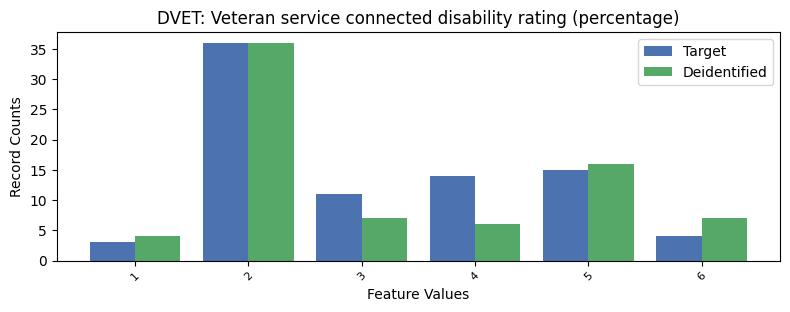 DVET: Veteran service connected disability rating (percentage)
Target
Deidentified
Record Counts
35
30
25
20
15
10
5
0
1 2 3 4 5 6
Feature Values